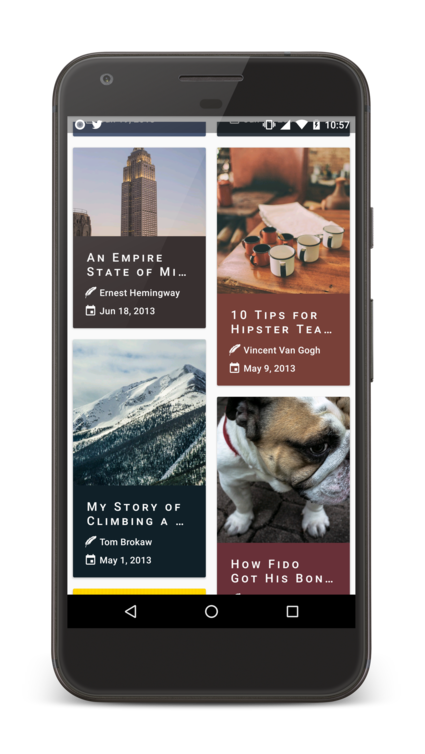 10:57
An Empire
State of Mi…
Ernest Hemingway
Jun 18, 2013
10 Tips for
Hipster Tea…
Vincent Van Gogh
May 9, 2013
My Story of
Climbing a …
Tom Brokaw
May 1, 2013
How Fido
Got His Bon…